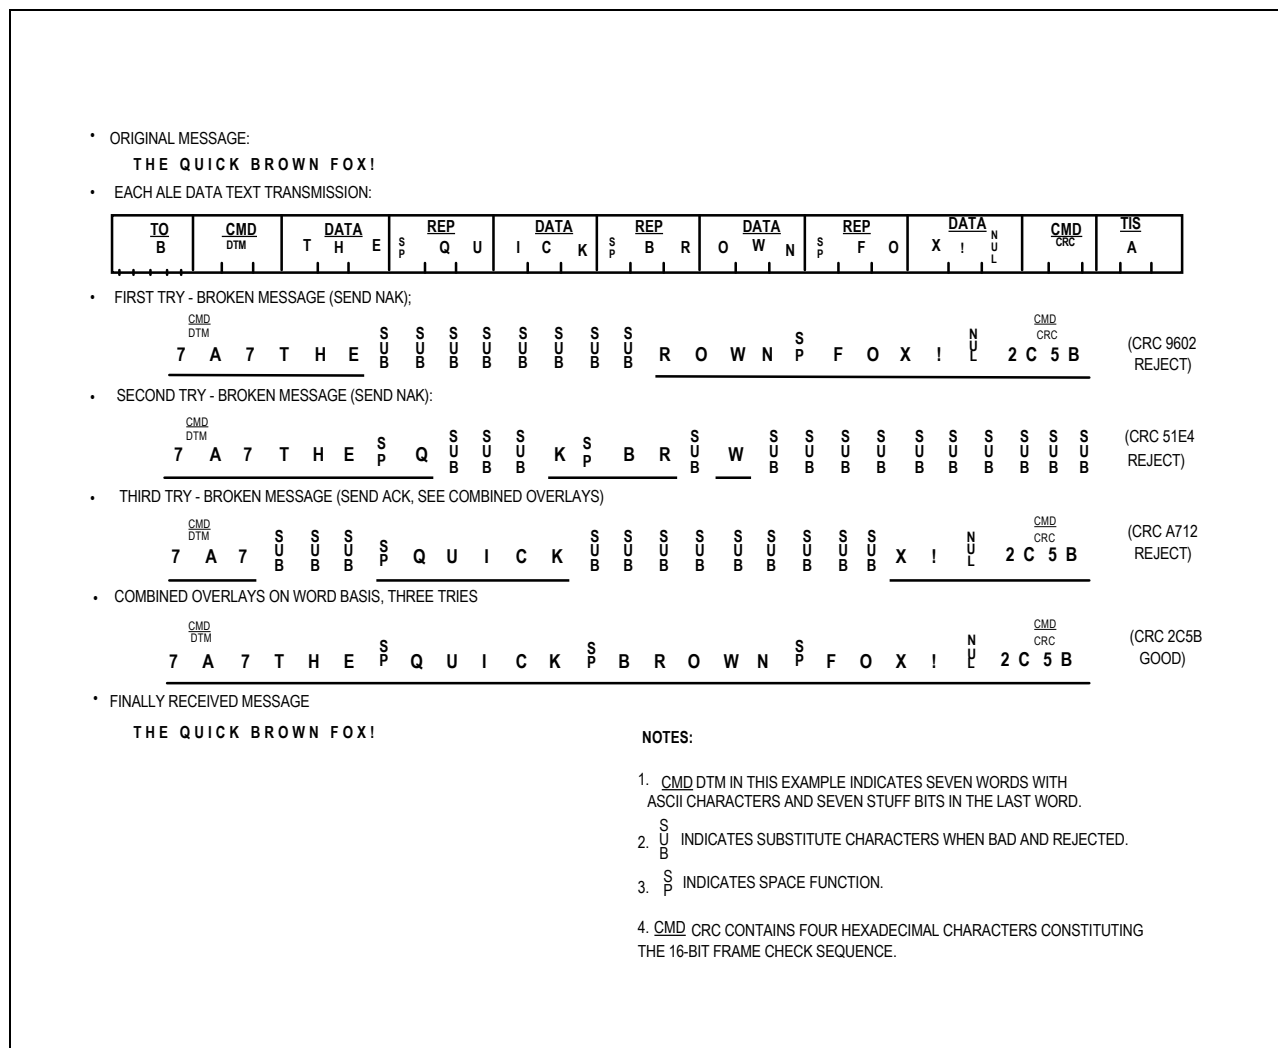 • ORIGINAL MESSAGE:
THE QUICK BROWN FOX!
• EACH ALE DATA TEXT TRANSMISSION:
TO CMD DATA REP DATA REP DATA REP DATA CMD TIS
B DTM T H E SP Q U I C K SP B R O W N SP F O X ! NUL CRC A
• FIRST TRY - BROKEN MESSAGE (SEND NAK);
CMD CMD
DTM CRC
7 A 7 T H E SUB SUB SUB SUB SUB SUB SUB SUB R O W N SP F O X ! NUL 2 C 5 B (CRC 9602
REJECT)
• SECOND TRY - BROKEN MESSAGE (SEND NAK):
CMD
DTM
7 A 7 T H E SP Q SUB SUB SUB K SP B R SUB W SUB SUB SUB SUB SUB SUB SUB SUB SUB SUB (CRC 51E4
REJECT)
• THIRD TRY - BROKEN MESSAGE (SEND ACK, SEE COMBINED OVERLAYS)
CMD CMD
DTM CRC
7 A 7 SUB SUB SUB SP Q U I C K SUB SUB SUB SUB SUB SUB SUB SUB SUB X ! NUL 2 C 5 B (CRC A712
REJECT)
• COMBINED OVERLAYS ON WORD BASIS, THREE TRIES
CMD CMD
DTM CRC
7 A 7 T H E SP Q U I C K SP B R O W N SP F O X ! NUL 2 C 5 B (CRC 2C5B
GOOD)
• FINALLY RECEIVED MESSAGE
THE QUICK BROWN FOX!
NOTES:
1. CMD DTM IN THIS EXAMPLE INDICATES SEVEN WORDS WITH
ASCII CHARACTERS AND SEVEN STUFF BITS IN THE LAST WORD.
2. SUB INDICATES SUBSTITUTE CHARACTERS WHEN BAD AND REJECTED.
3. SP INDICATES SPACE FUNCTION.
4. CMD CRC CONTAINS FOUR HEXADECIMAL CHARACTERS CONSTITUTING
THE 16-BIT FRAME CHECK SEQUENCE.